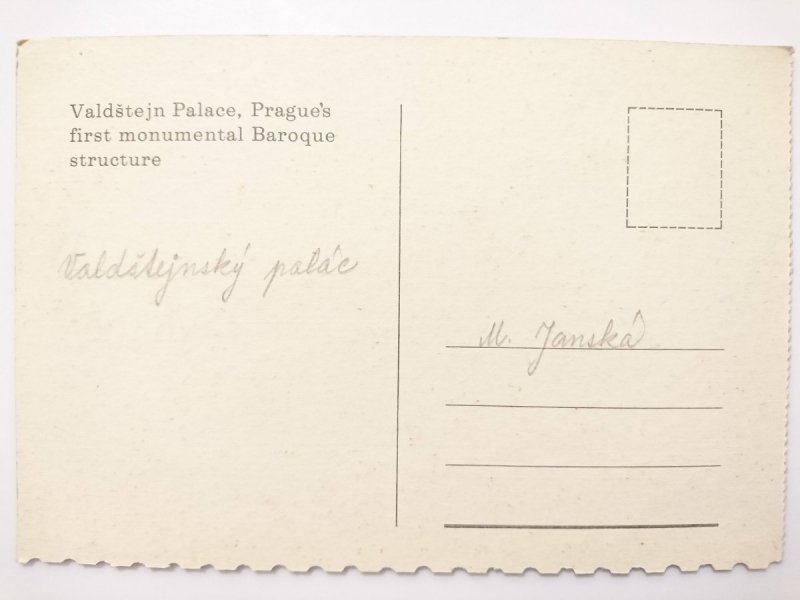 Valdštejn Palace, Prague's
first monumental Baroque
structure
Valdštejnský palác
M. Janská